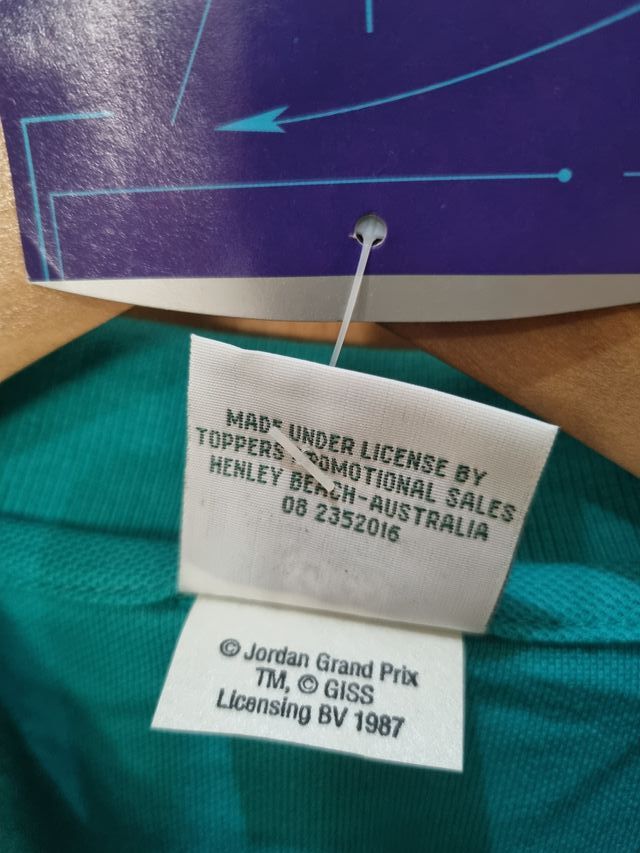 MADE UNDER LICENSE BY
TOPPERS PROMOTIONAL SALES
HENLEY BEACH-AUSTRALIA
08 2352016
© Jordan Grand Prix
TM, © GISS
Licensing BV 1987